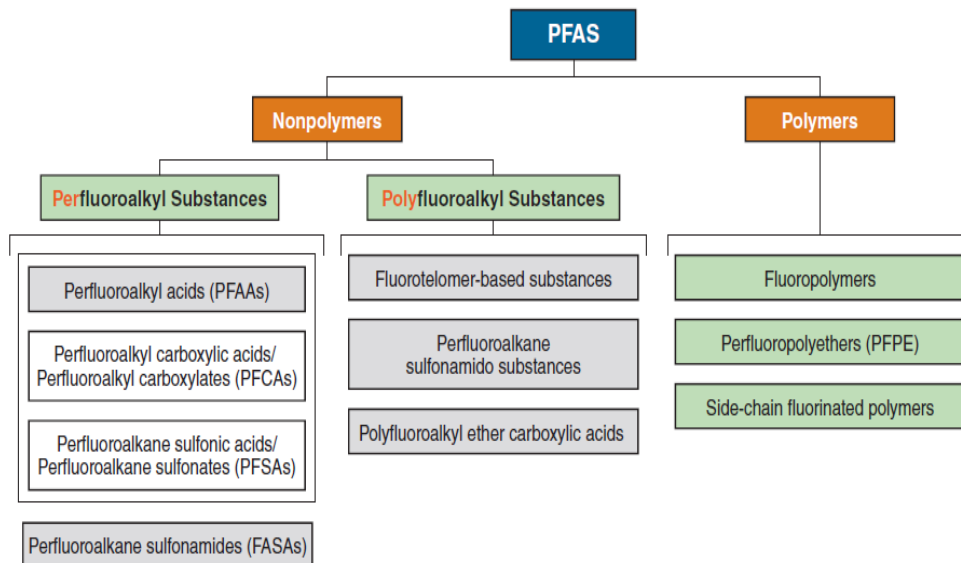 PFAS
Nonpolymers
Polymers
Perfluoroalkyl Substances
Polyfluoroalkyl Substances
Perfluoroalkyl acids (PFAAs)
Perfluoroalkyl carboxylic acids/
Perfluoroalkyl carboxylates (PFCAs)
Perfluoroalkane sulfonic acids/
Perfluoroalkane sulfonates (PFSAs)
Perfluoroalkane sulfonamides (FASAs)
Fluorotelomer-based substances
Perfluoroalkane
sulfonamido substances
Polyfluoroalkyl ether carboxylic acids
Fluoropolymers
Perfluoropolyethers (PFPE)
Side-chain fluorinated polymers